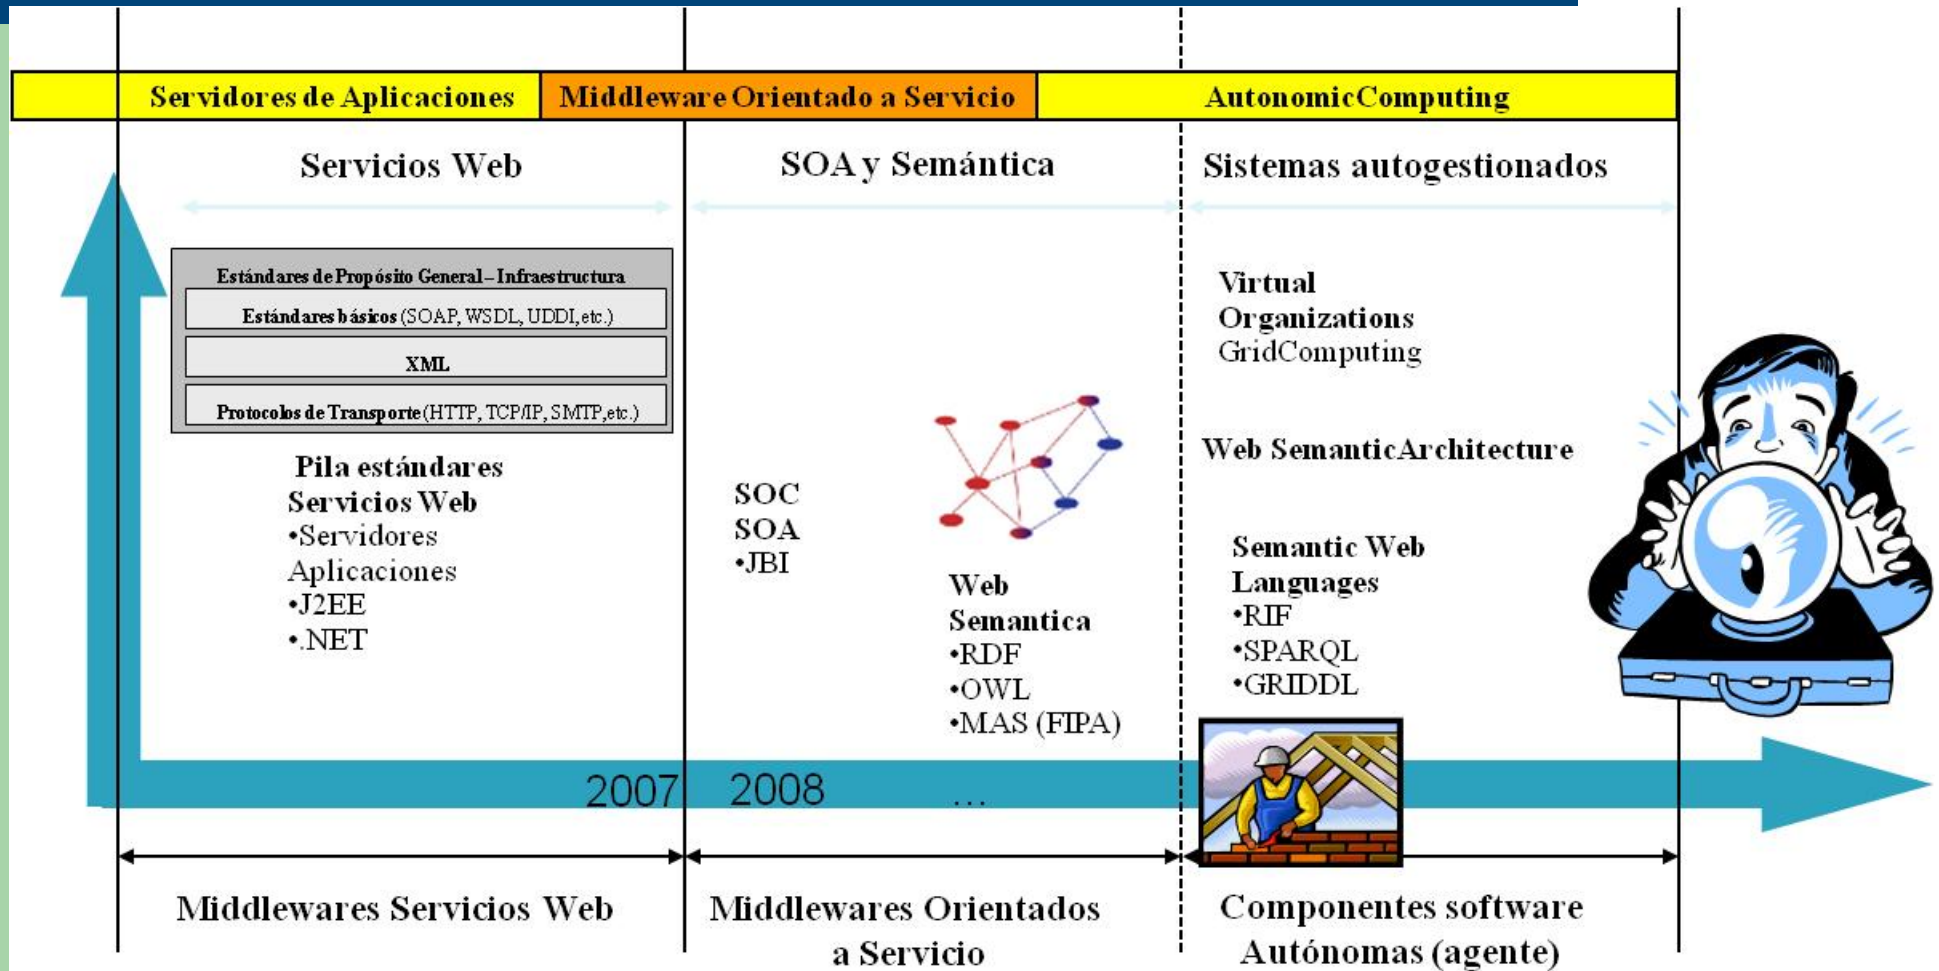 Servidores de Aplicaciones
Middleware Orientado a Servicio
AutonomicComputing
Servicios Web
SOA y Semántica
Sistemas autogestionados
Estándares de Propósito General – Infraestructura
Estándares básicos (SOAP, WSDL, UDDI, etc.)
XML
Protocolos de Transporte (HTTP, TCP/IP, SMTP, etc.)
Pila estándares
Servicios Web
•Servidores
Aplicaciones
•J2EE
•.NET
SOC
SOA
•JBI
Web
Semantica
•RDF
•OWL
•MAS (FIPA)
Virtual
Organizations
GridComputing
Web SemanticArchitecture
Semantic Web
Languages
•RIF
•SPARQL
•GRIDDL
2007
2008
...
Middlewares Servicios Web
Middlewares Orientados
a Servicio
Componentes software
Autónomas (agente)